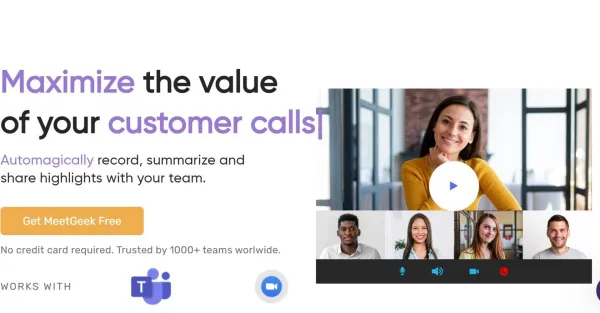 Maximize the value
of your customer calls
Automagically record, summarize and
share highlights with your team.
Get MeetGeek Free
No credit card required. Trusted by 1000+ teams worlwide.
WORKS WITH
T